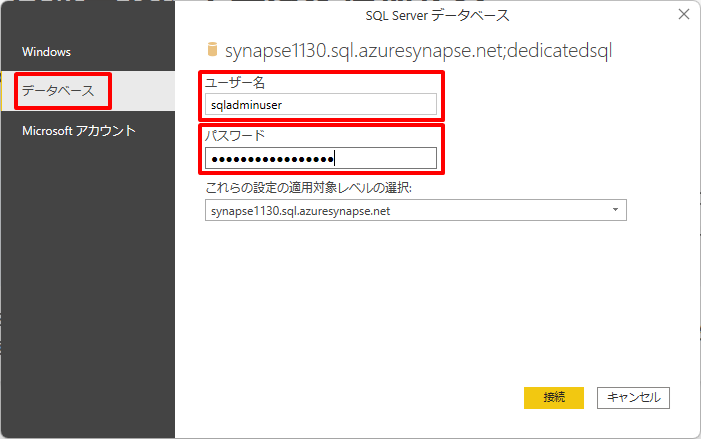 SQL Server データベース
Windows
データベース
Microsoft アカウント
synapse1130.sql.azuresynapse.net;dedicatedsql
ユーザー名
sqladminuser
パスワード
●●●●●●●●●●●●●●●●●
これらの設定の適用対象レベルの選択:
synapse1130.sql.azuresynapse.net
接続
キャンセル